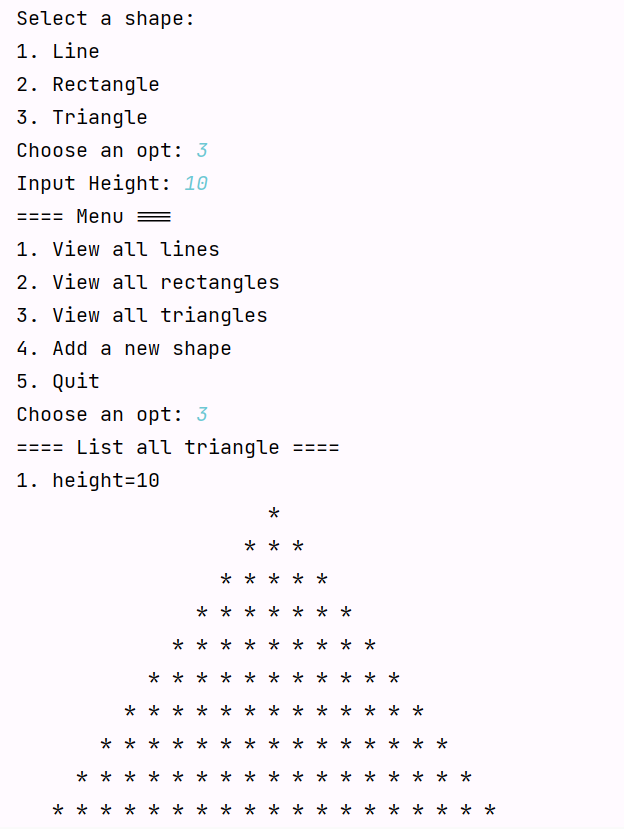 Select a shape:
1. Line
2. Rectangle
3. Triangle
Choose an opt: 3
Input Height: 10
==== Menu ===
1. View all lines
2. View all rectangles
3. View all triangles
4. Add a new shape
5. Quit
Choose an opt: 3
==== List all triangle ====
1. height=10
                     *
                   * * *
                 * * * * *
               * * * * * * *
             * * * * * * * * *
           * * * * * * * * * * *
         * * * * * * * * * * * * *
       * * * * * * * * * * * * * * *
     * * * * * * * * * * * * * * * * *
   * * * * * * * * * * * * * * * * * * *